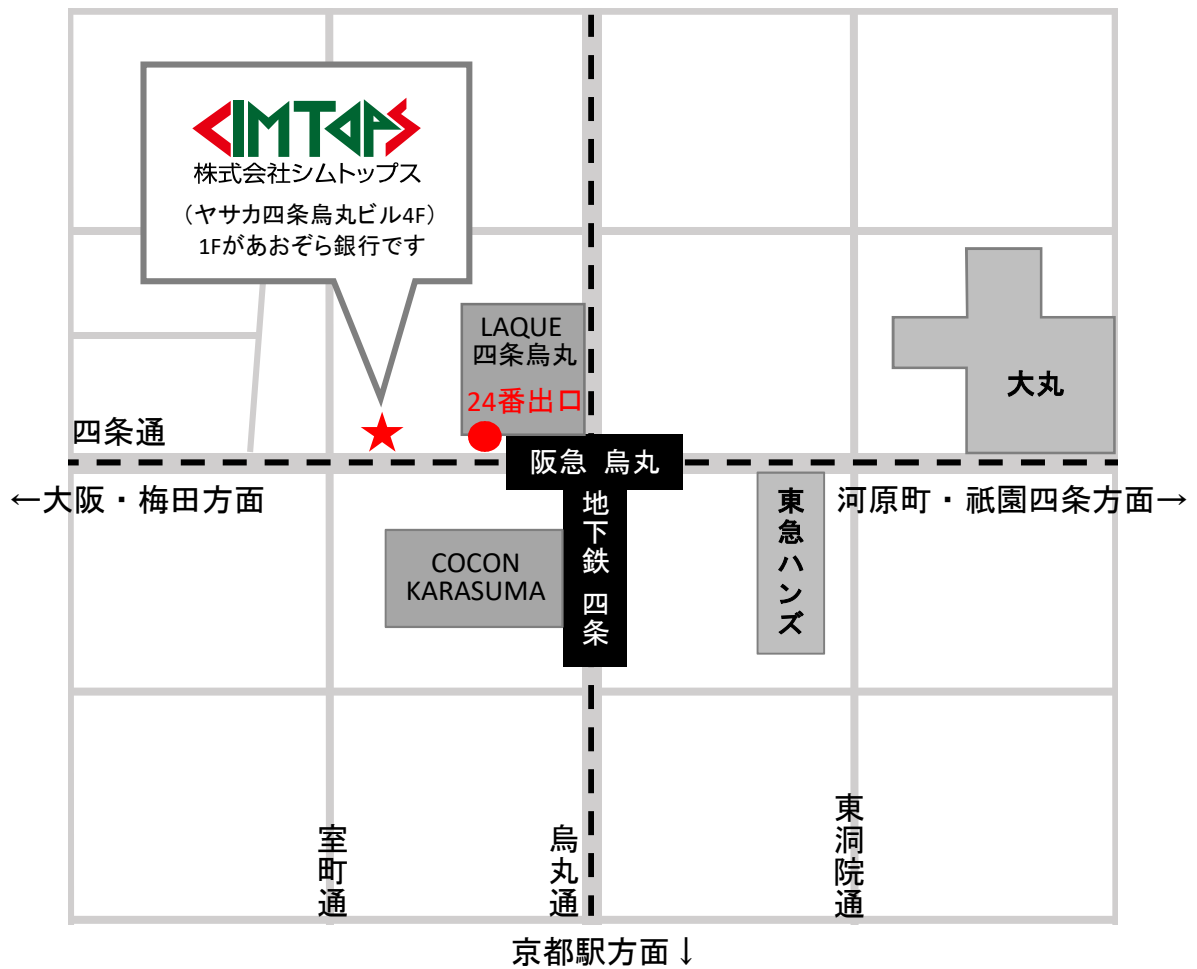 CIMTOPS
株式会社シムトップス
（ヤサカ四条烏丸ビル4F）
1Fがあおぞら銀行です
LAQUE
四条烏丸
24番出口
大丸
四条通
阪急 烏丸
←大阪・梅田方面
河原町・祇園四条方面→
地下鉄 四条
東急ハンズ
COCON
KARASUMA
室町通
烏丸通
東洞院通
京都駅方面↓